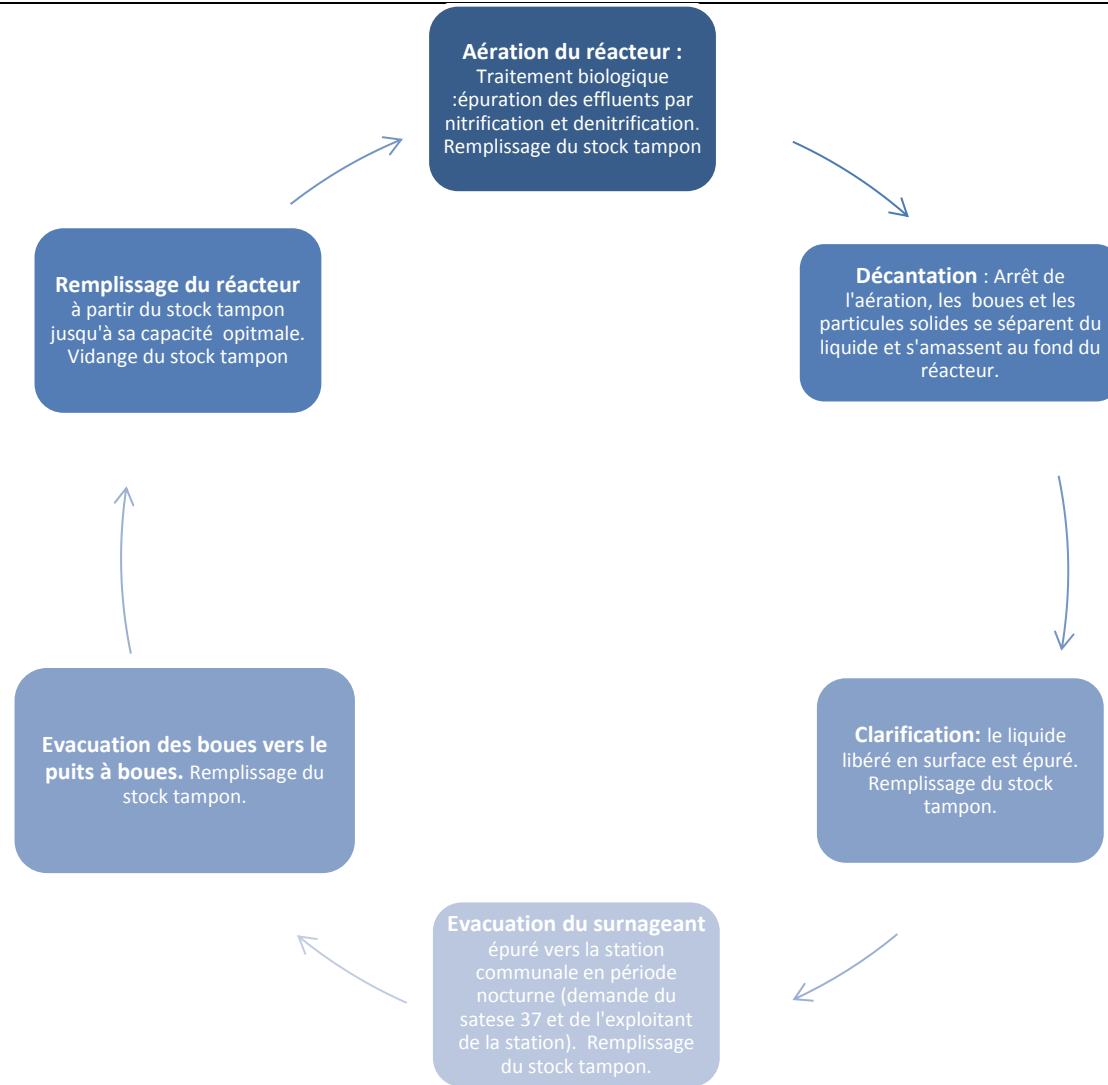 Aération du réacteur :
Traitement biologique
:épuration des effluents par
nitrification et denitrification.
Remplissage du stock tampon
Décantation : Arrêt de
l'aération, les boues et les
particules solides se séparent du
liquide et s'amassent au fond du
réacteur.
Clarification: le liquide
libéré en surface est épuré.
Remplissage du stock
tampon.
Evacuation du surnageant
épuré vers la station
communale en période
nocturne (demande du
satese 37 et de l'exploitant
de la station). Remplissage
du stock tampon.
Evacuation des boues vers le
puits à boues. Remplissage du
stock tampon.
Remplissage du réacteur
à partir du stock tampon
jusqu'à sa capacité opitmale.
Vidange du stock tampon